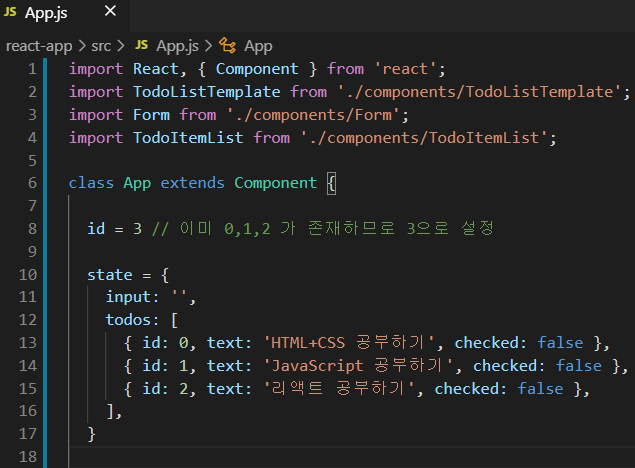 JS App.js ×
react-app > src > JS App.js > App
1 import React, { Component } from 'react';
2 import TodoListTemplate from './components/TodoListTemplate';
3 import Form from './components/Form';
4 import TodoItemList from './components/TodoItemList';
5
6 class App extends Component {
7
8 id = 3 // 이미 0,1,2 가 존재하므로 3으로 설정
9
10 state = {
11 input: '',
12 todos: [
13 { id: 0, text: 'HTML+CSS 공부하기', checked: false },
14 { id: 1, text: 'JavaScript 공부하기', checked: false },
15 { id: 2, text: '리액트 공부하기', checked: false },
16 ],
17 }
18